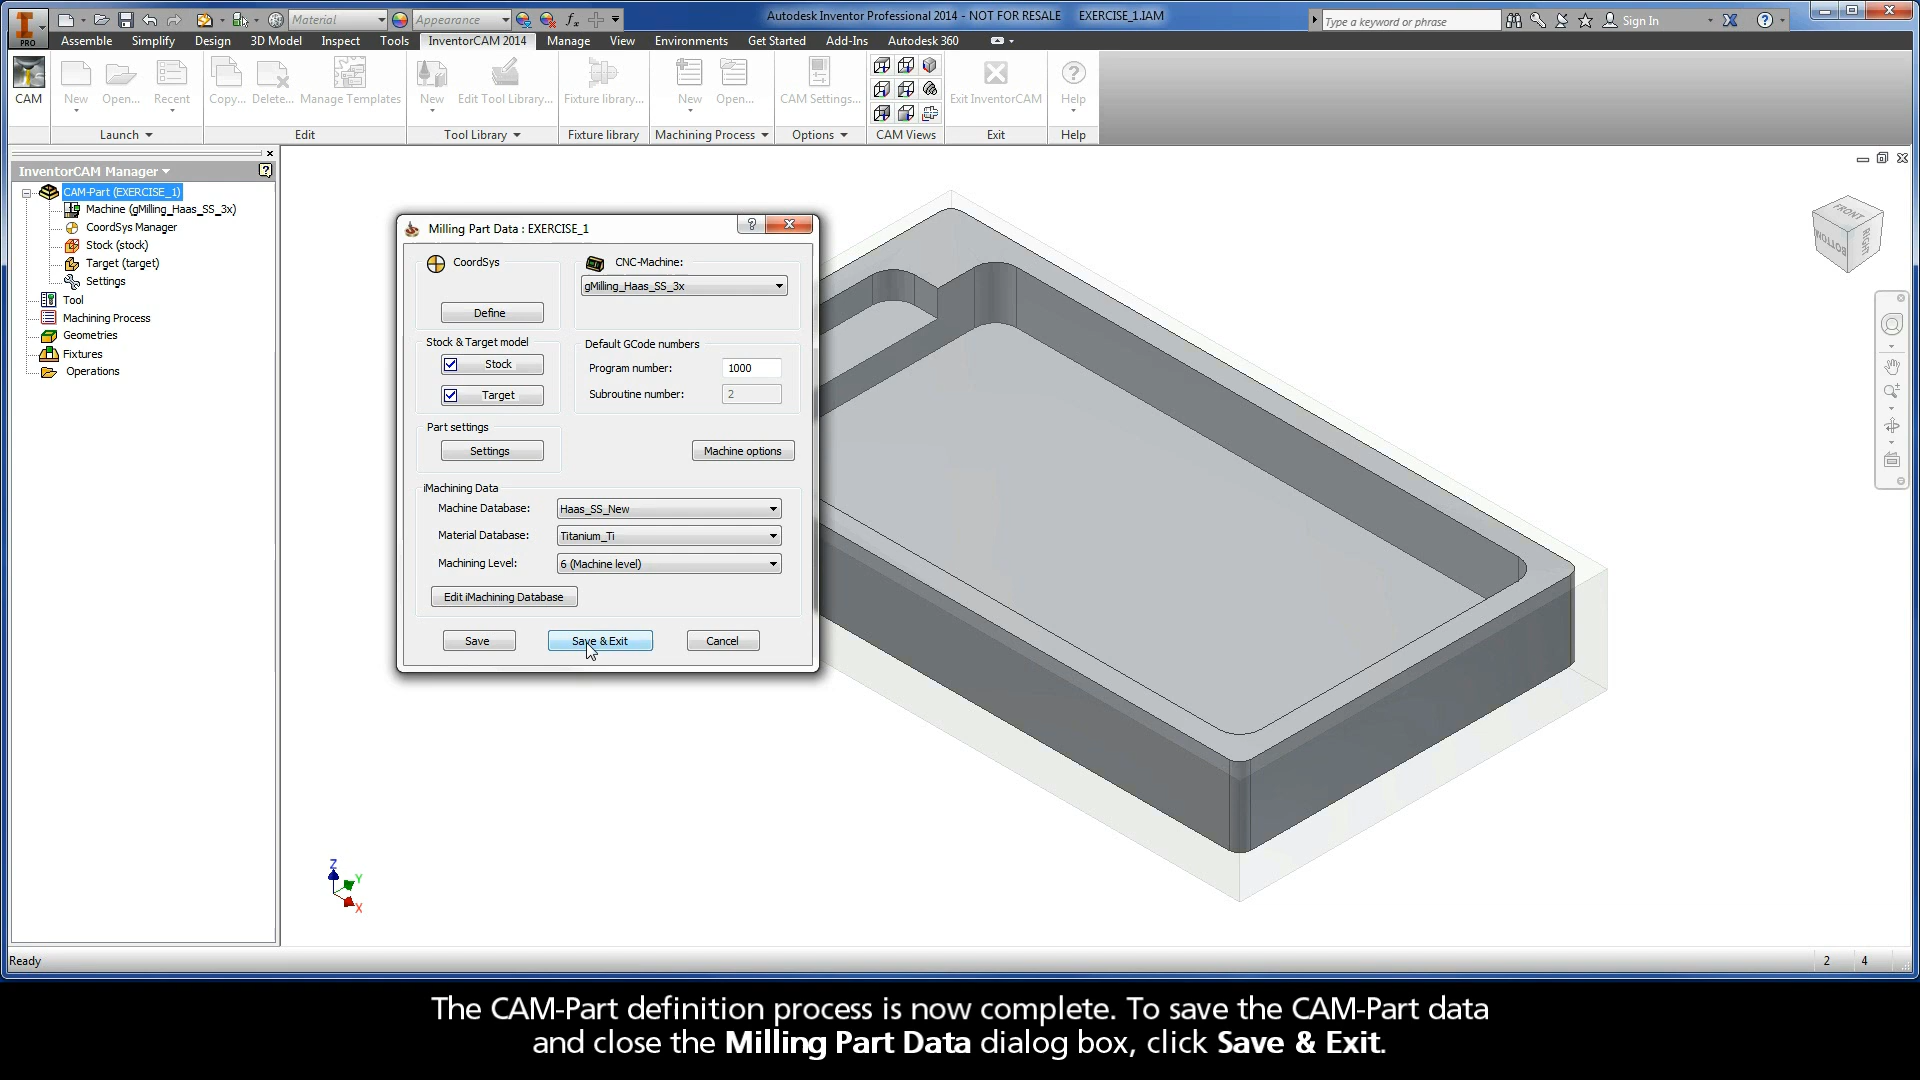 Material
Appearance
Autodesk Inventor Professional 2014 - NOT FOR RESALE EXERCISE_1.IAM
Type a keyword or phrase
Sign In
PRO
Assemble Simplify Design 3D Model Inspect Tools InventorCAM 2014 Manage View Environments Get Started Add-Ins Autodesk 360
CAM New Open... Recent Copy... Delete... Manage Templates New Edit Tool Library... Fixture library... New Open... CAM Settings... Exit InventorCAM Help
Launch Edit Tool Library Fixture library Machining Process Options CAM Views Exit Help
InventorCAM Manager
CAM-Part (EXERCISE_1)
Machine (gMilling_Haas_SS_3x)
CoordSys Manager
Stock (stock)
Target (target)
Settings
Tool
Machining Process
Geometries
Fixtures
Operations
Milling Part Data : EXERCISE_1
CoordSys
Define
CNC-Machine:
gMilling_Haas_SS_3x
Stock & Target model
Stock
Target
Default GCode numbers
Program number: 1000
Subroutine number: 2
Part settings
Settings
Machine options
iMachining Data
Machine Database: Haas_SS_New
Material Database: Titanium_Ti
Machining Level: 6 (Machine level)
Edit iMachining Database
Save Save & Exit Cancel
FRONT
BOTTOM
RIGHT
Z
Y
X
Ready
2 4
The CAM-Part definition process is now complete. To save the CAM-Part data
and close the Milling Part Data dialog box, click Save & Exit.